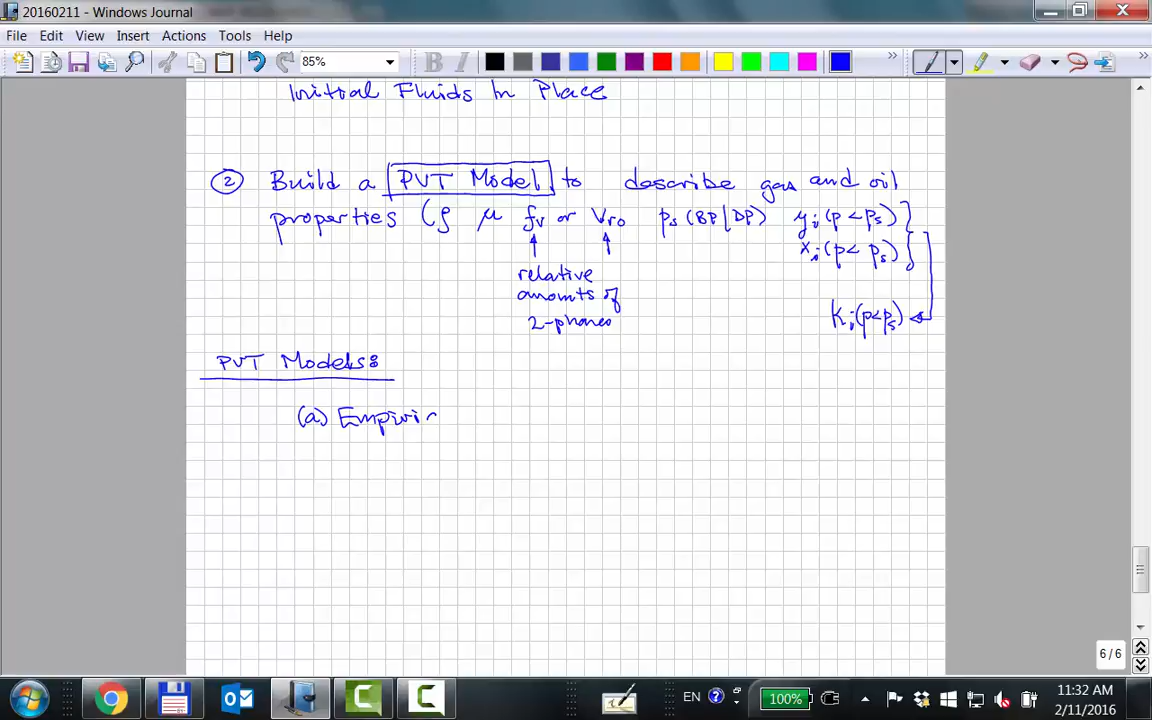 20160211 - Windows Journal
File Edit View Insert Actions Tools Help
85%
Initial Fluids In Place
② Build a PVT Model to describe gas and oil
properties (ρ μ fv or Vro ps (BP|DP) yi (p<ps)
xi (p<ps)
relative
amomts of
2-phases
Ki (p<ps)
PVT Models:
(a) Empiri
6 / 6
EN
100%
11:32 AM
2/11/2016